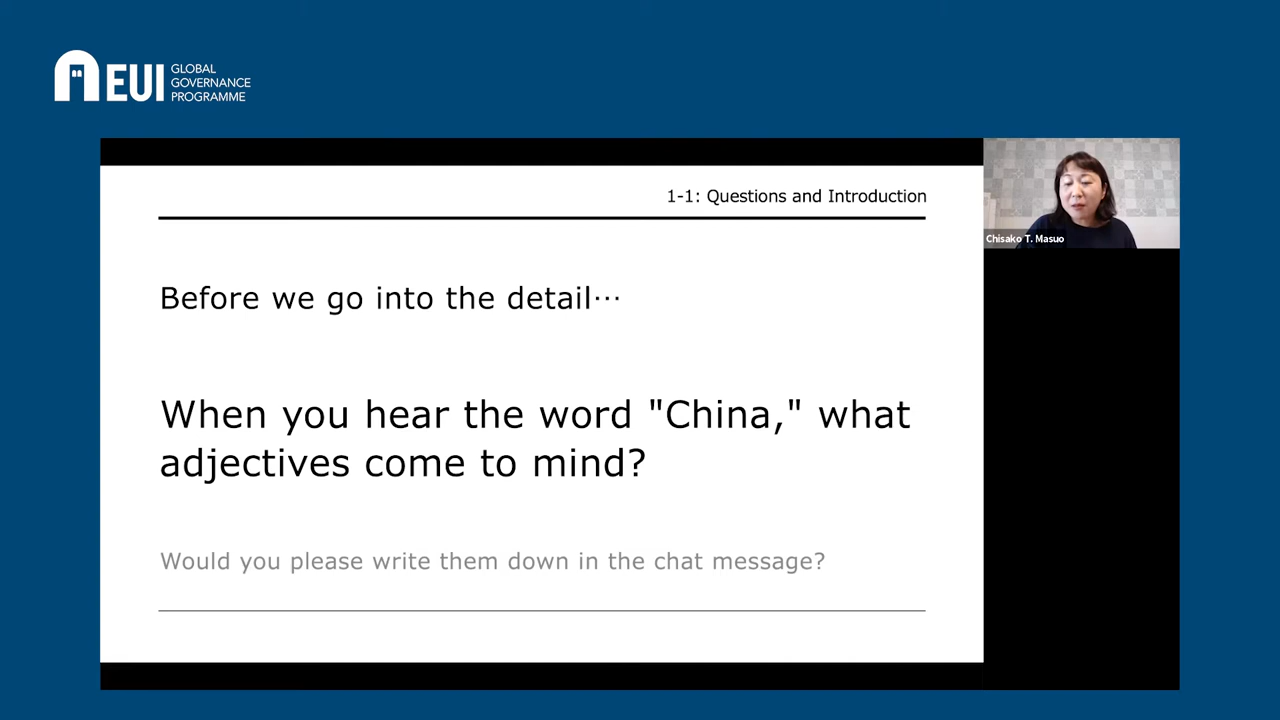 EUI
GLOBAL
GOVERNANCE
PROGRAMME
1-1: Questions and Introduction
Before we go into the detail⋯
When you hear the word "China," what
adjectives come to mind?
Would you please write them down in the chat message?
Chisako T. Masuo